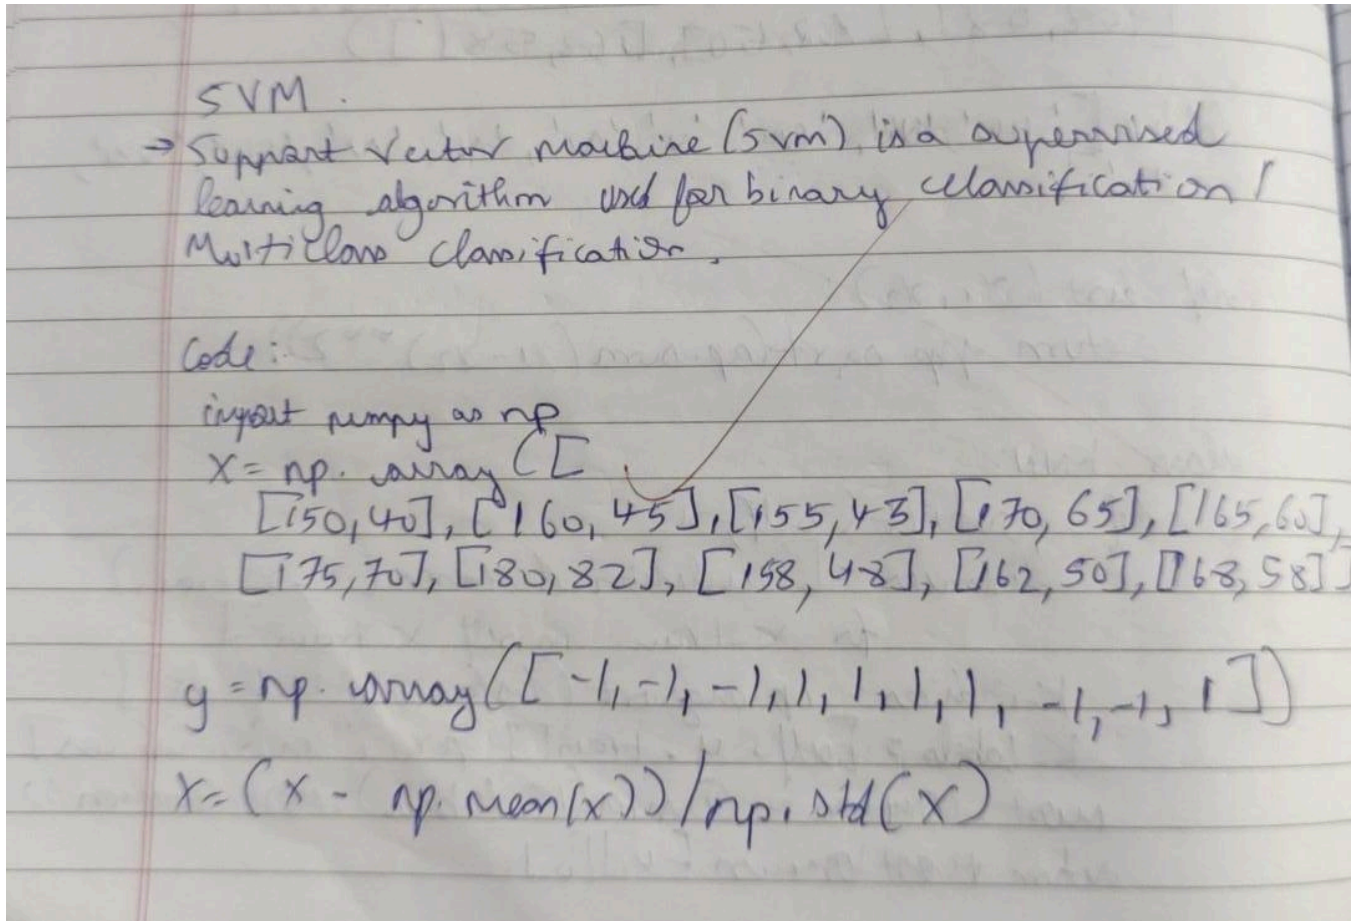 SVM.
→ Support Vector machine (svm) is a supervised
learning algorithm used for binary classification /
Multiclass classification.
Code:
import numpy as np
X = np. array ([
[150,40], [160, 45], [155, 43], [170, 65], [165,60],
[175,70], [180, 82], [158, 48], [162, 50], [168, 58]]
y = np. array([-1, -1, -1, 1, 1, 1, 1, -1, -1, 1])
X = (X - np. mean(x)) / np. std(X)